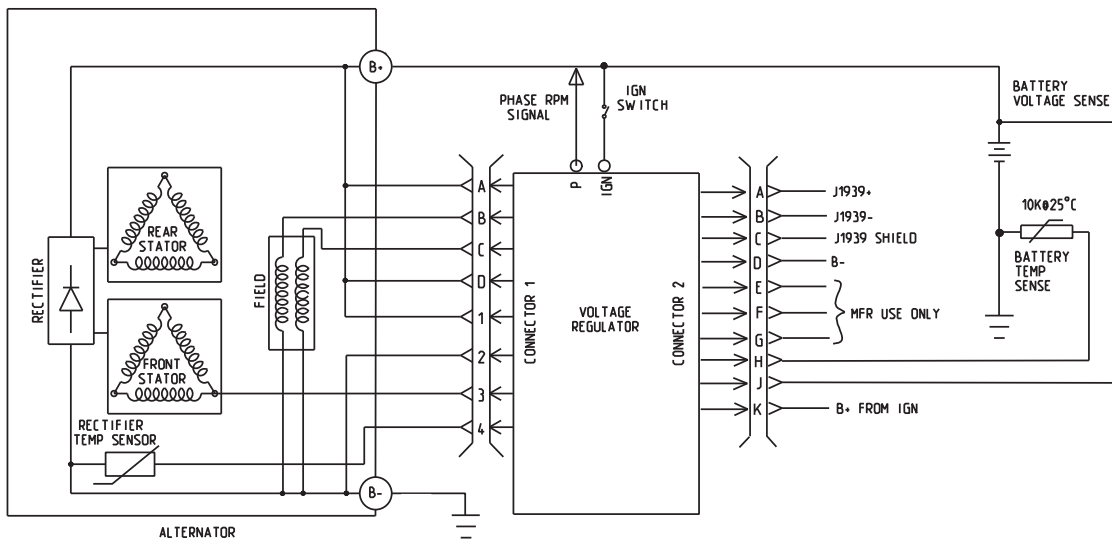 B+
BATTERY
VOLTAGE SENSE
PHASE RPM
SIGNAL
IGN
SWITCH
P
IGN
REAR
STATOR
FRONT
STATOR
RECTIFIER
RECTIFIER
TEMP SENSOR
FIELD
A
B
C
D
1
2
3
4
CONNECTOR 1
VOLTAGE
REGULATOR
CONNECTOR 2
A
J1939+
B
J1939-
C
J1939 SHIELD
D
B-
E
F
MFR USE ONLY
G
H
J
K
B+ FROM IGN
10K@25°C
BATTERY
TEMP
SENSE
B-
ALTERNATOR